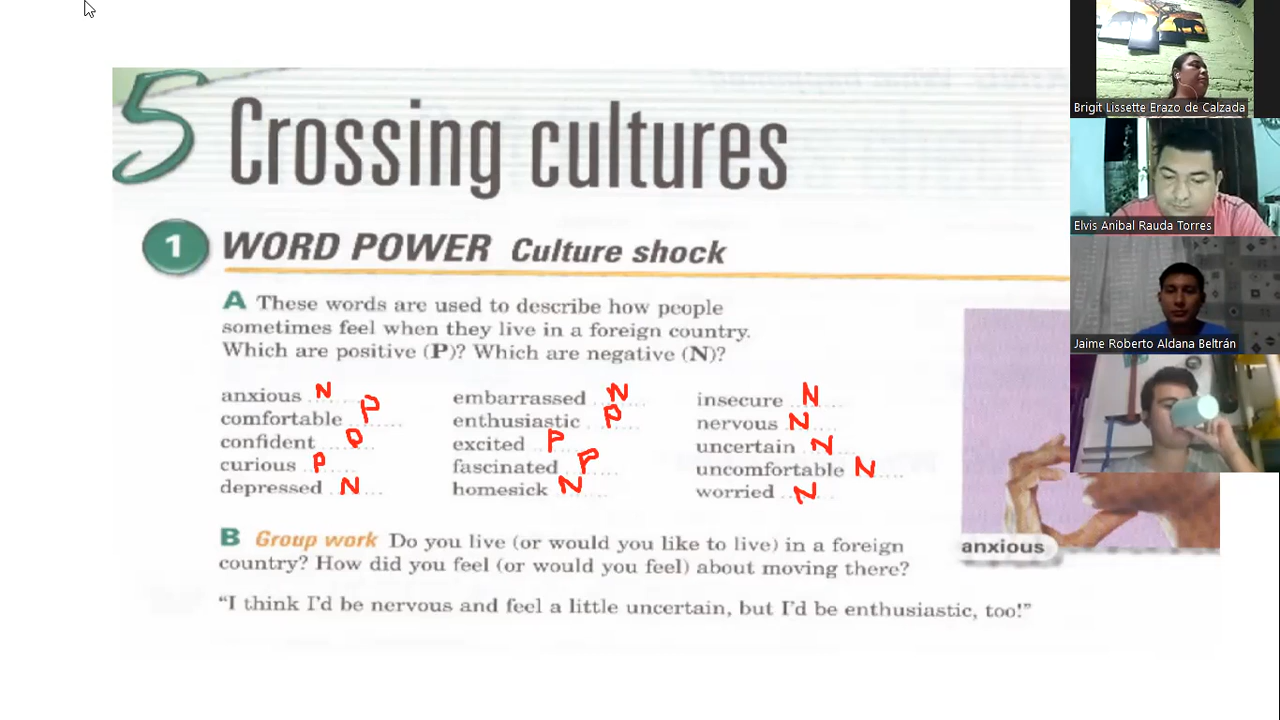 5 Crossing cultures
1 WORD POWER Culture shock
A These words are used to describe how people
sometimes feel when they live in a foreign country.
Which are positive (P)? Which are negative (N)?
anxious N embarrassed N insecure N
comfortable P enthusiastic P nervous N
confident P excited P uncertain N
curious P fascinated P uncomfortable N
depressed N homesick N worried N
anxious
B Group work Do you live (or would you like to live) in a foreign
country? How did you feel (or would you feel) about moving there?
"I think I'd be nervous and feel a little uncertain, but I'd be enthusiastic, too!"
Brigit Lissette Erazo de Calzada
Elvis Anibal Rauda Torres
Jaime Roberto Aldana Beltrán